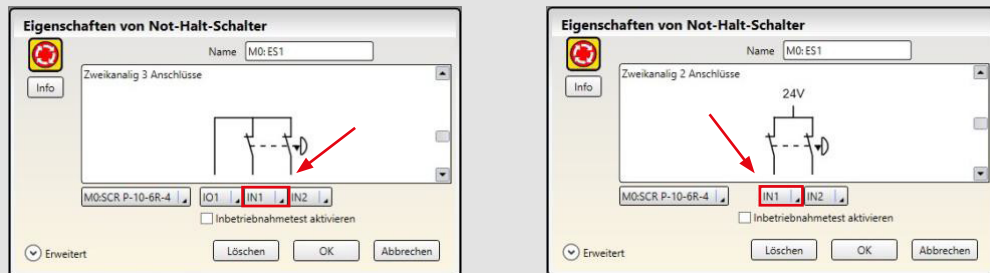 Eigenschaften von Not-Halt-Schalter
Name M0:ES1
Info
Zweikanalig 3 Anschlüsse
M0:SCR P-10-6R-4 IO1 IN1 IN2
Inbetriebnahmetest aktivieren
Erweitert Löschen OK Abbrechen
Eigenschaften von Not-Halt-Schalter
Name M0:ES1
Info
Zweikanalig 2 Anschlüsse
24V
M0:SCR P-10-6R-4 IN1 IN2
Inbetriebnahmetest aktivieren
Erweitert Löschen OK Abbrechen